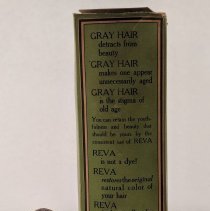 GRAY HAIR
detracts from
beauty
GRAY HAIR
makes one appear
unnecessarily aged
GRAY HAIR
is the stigma of
old age
You can retain the youth-
fulness and beauty that
should be yours by the
consistent use of REVA
REVA
is not a dye!
REVA
restores the original
natural color of
your hair
REVA